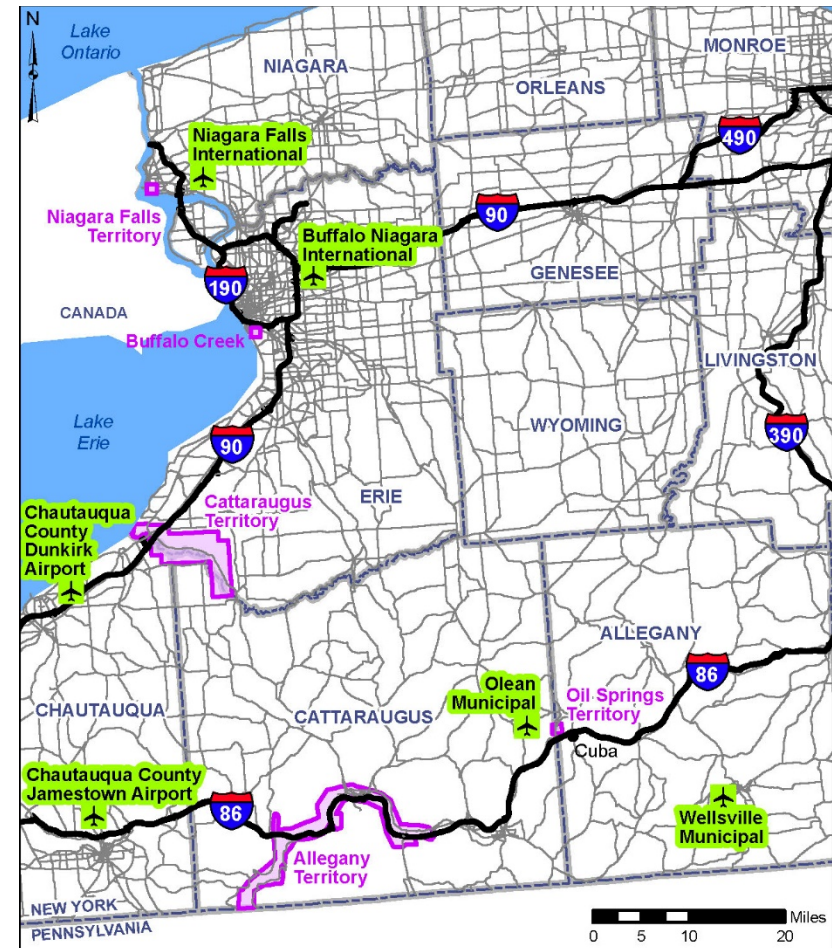 N
Lake
Ontario
NIAGARA
MONROE
ORLEANS
Niagara Falls
International
490
Niagara Falls
Territory
90
Buffalo Niagara
International
GENESEE
190
CANADA
Buffalo Creek
LIVINGSTON
Lake
Erie
WYOMING
390
90
ERIE
Cattaraugus
Territory
Chautauqua
County
Dunkirk
Airport
ALLEGANY
86
Olean
Municipal
Oil Springs
Territory
CHAUTAUQUA
CATTARAUGUS
Cuba
Chautauqua County
Jamestown Airport
86
Wellsville
Municipal
Allegany
Territory
NEW YORK
PENNSYLVANIA
Miles
0 5 10 20